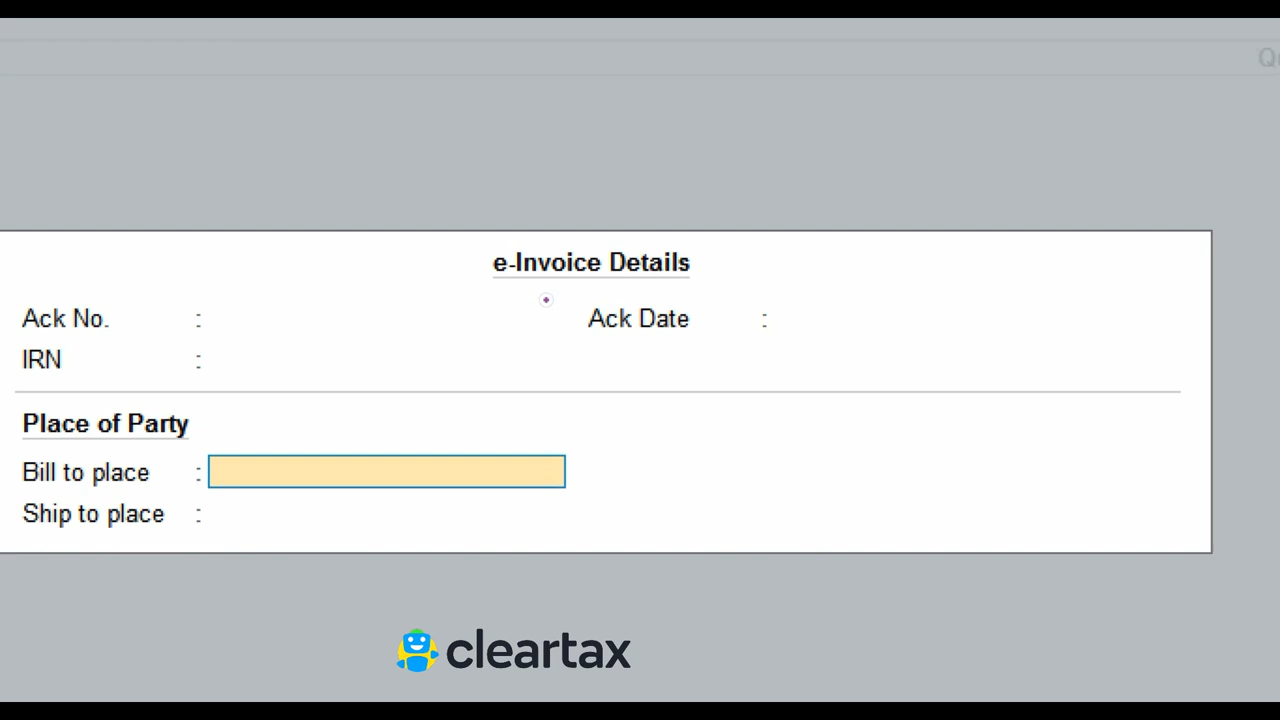 e-Invoice Details
Ack No. : Ack Date :
IRN :
Place of Party
Bill to place :
Ship to place :
cleartax